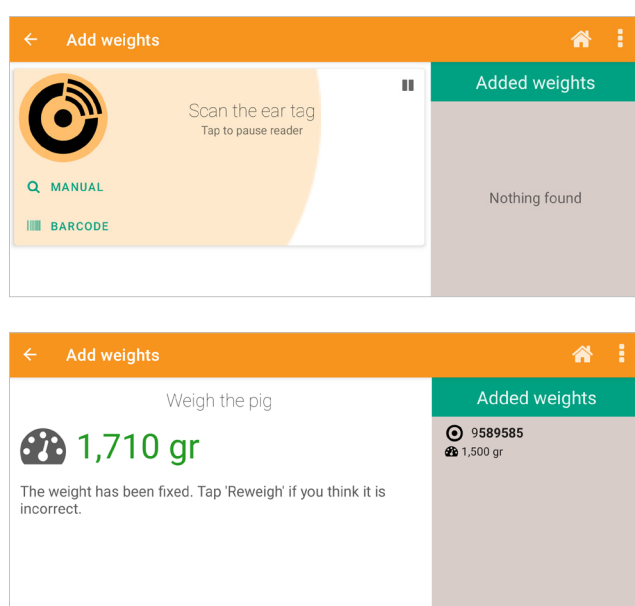 Add weights
Scan the ear tag
Tap to pause reader
MANUAL
BARCODE
Added weights
Nothing found
Add weights
Weigh the pig
1,710 gr
The weight has been fixed. Tap 'Reweigh' if you think it is
incorrect.
Added weights
9589585
1,500 gr